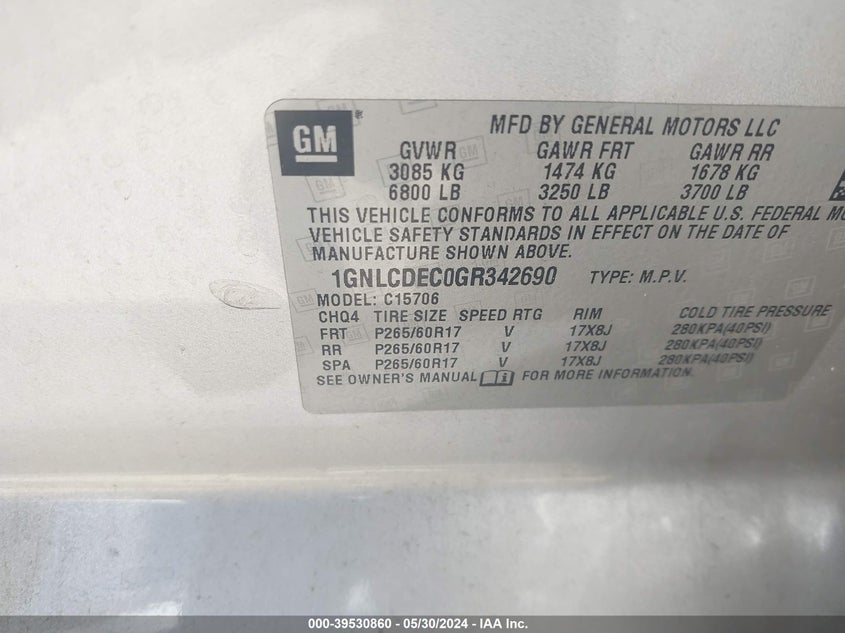 GM
MFD BY GENERAL MOTORS LLC
GVWR GAWR FRT GAWR RR
3085 KG 1474 KG 1678 KG
6800 LB 3250 LB 3700 LB
THIS VEHICLE CONFORMS TO ALL APPLICABLE U.S. FEDERAL
VEHICLE SAFETY STANDARDS IN EFFECT ON THE DATE OF
MANUFACTURE SHOWN ABOVE.
1GNLCDEC0GR342690 TYPE: M.P.V.
MODEL: C15706
CHQ4 TIRE SIZE SPEED RTG RIM COLD TIRE PRESSURE
FRT P265/60R17 V 17X8J 280KPA(40PSI)
RR P265/60R17 V 17X8J 280KPA(40PSI)
SPA P265/60R17 V 17X8J 280KPA(40PSI)
SEE OWNER'S MANUAL FOR MORE INFORMATION.
000-39530860 - 05/30/2024 - IAA Inc.